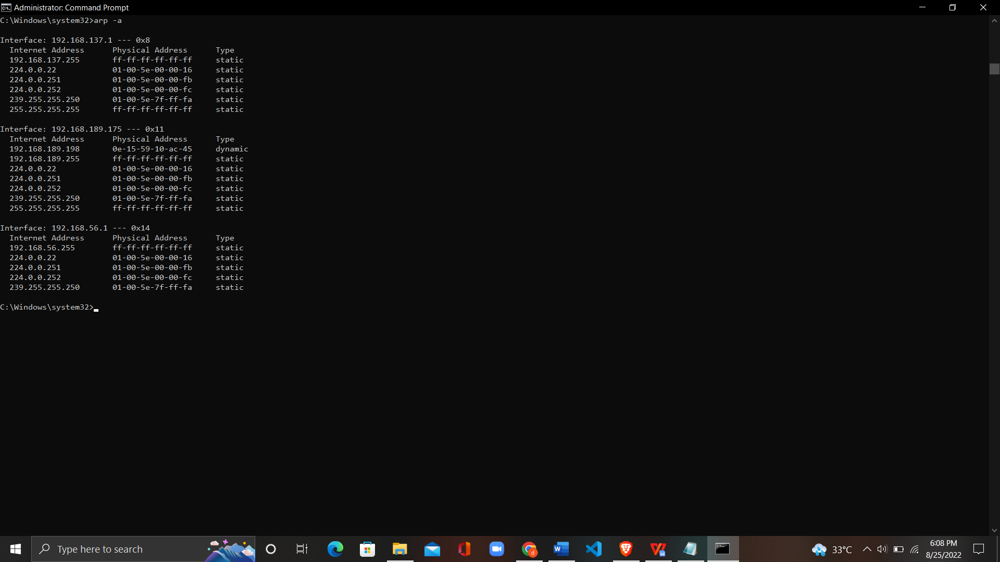 Administrator: Command Prompt
C:\Windows\system32>arp -a
Interface: 192.168.137.1 --- 0x8
  Internet Address      Physical Address      Type
  192.168.137.255       ff-ff-ff-ff-ff-ff     static
  224.0.0.22            01-00-5e-00-00-16     static
  224.0.0.251           01-00-5e-00-00-fb     static
  224.0.0.252           01-00-5e-00-00-fc     static
  239.255.255.250       01-00-5e-7f-ff-fa     static
  255.255.255.255       ff-ff-ff-ff-ff-ff     static
Interface: 192.168.189.175 --- 0x11
  Internet Address      Physical Address      Type
  192.168.189.198       0e-15-59-10-ac-45     dynamic
  192.168.189.255       ff-ff-ff-ff-ff-ff     static
  224.0.0.22            01-00-5e-00-00-16     static
  224.0.0.251           01-00-5e-00-00-fb     static
  224.0.0.252           01-00-5e-00-00-fc     static
  239.255.255.250       01-00-5e-7f-ff-fa     static
  255.255.255.255       ff-ff-ff-ff-ff-ff     static
Interface: 192.168.56.1 --- 0x14
  Internet Address      Physical Address      Type
  192.168.56.255        ff-ff-ff-ff-ff-ff     static
  224.0.0.22            01-00-5e-00-00-16     static
  224.0.0.251           01-00-5e-00-00-fb     static
  224.0.0.252           01-00-5e-00-00-fc     static
  239.255.255.250       01-00-5e-7f-ff-fa     static
C:\Windows\system32>
Type here to search
33°C
6:08 PM
8/25/2022